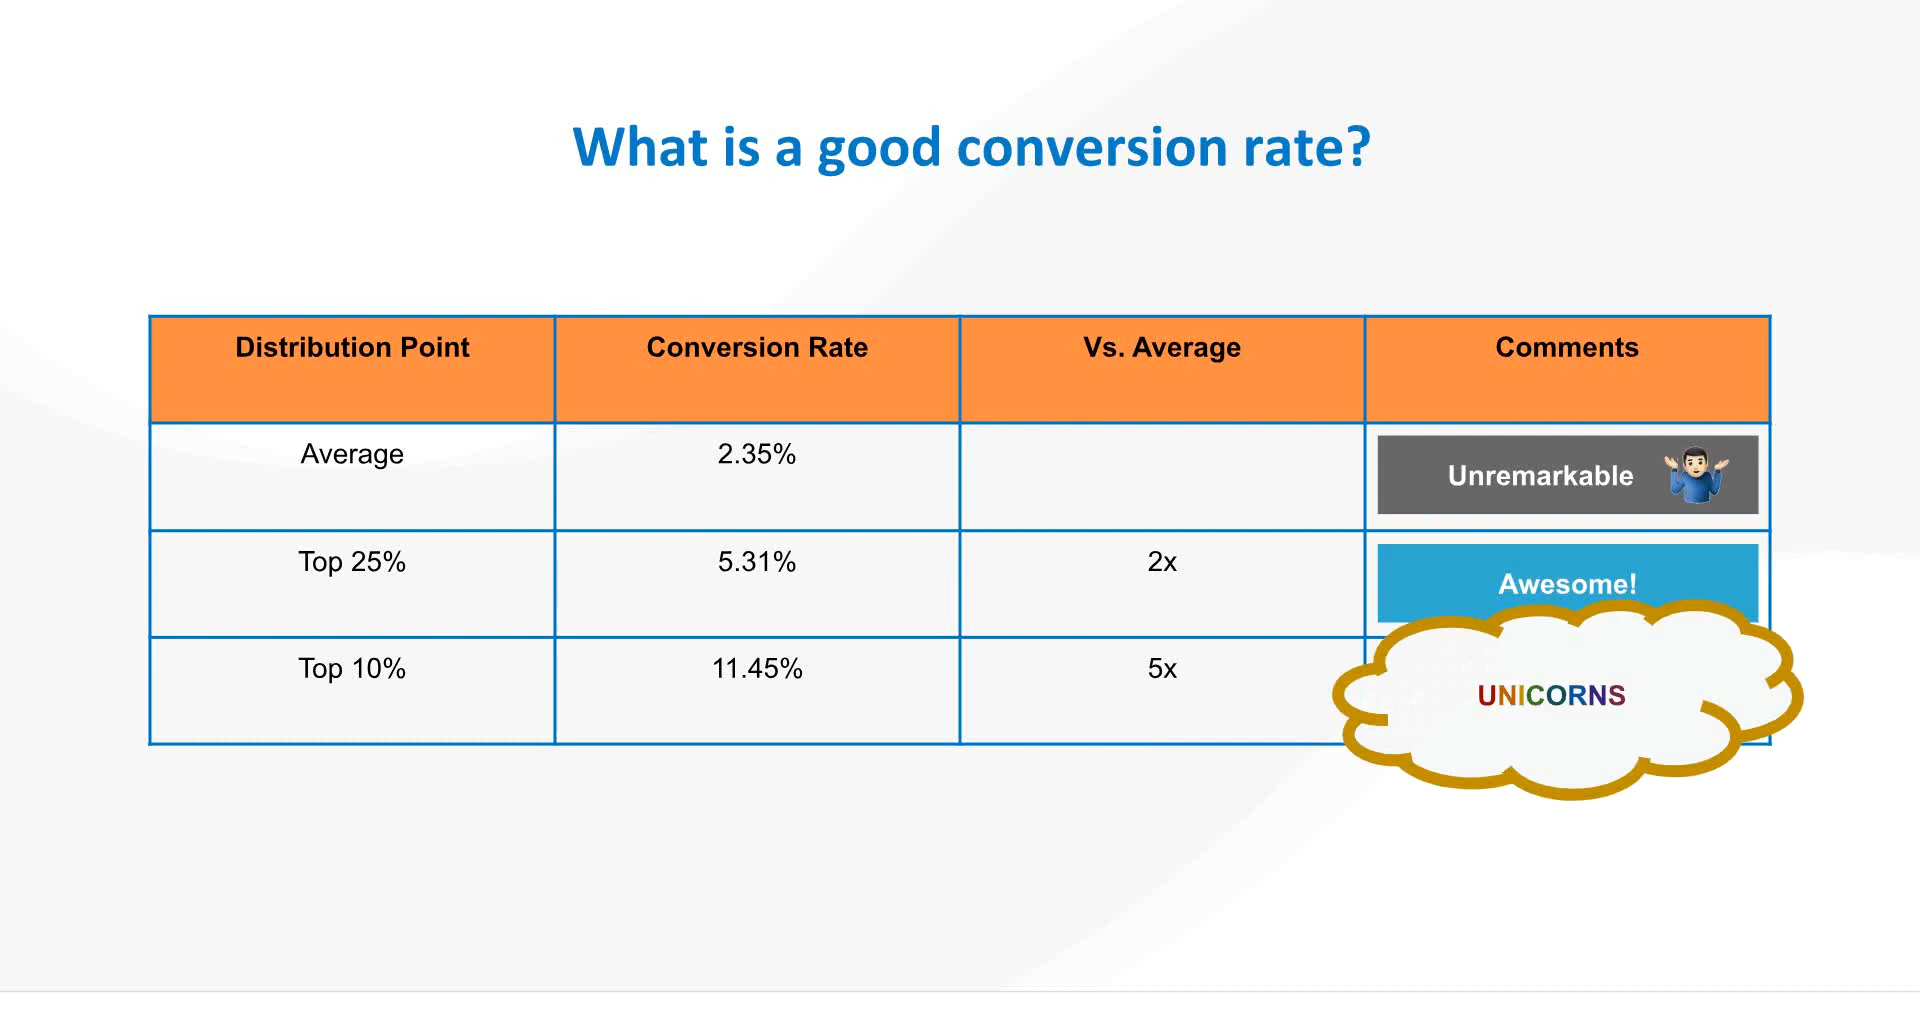 What is a good conversion rate?
Distribution Point Conversion Rate Vs. Average Comments
Average 2.35% Unremarkable
Top 25% 5.31% 2x Awesome!
Top 10% 11.45% 5x UNICORNS